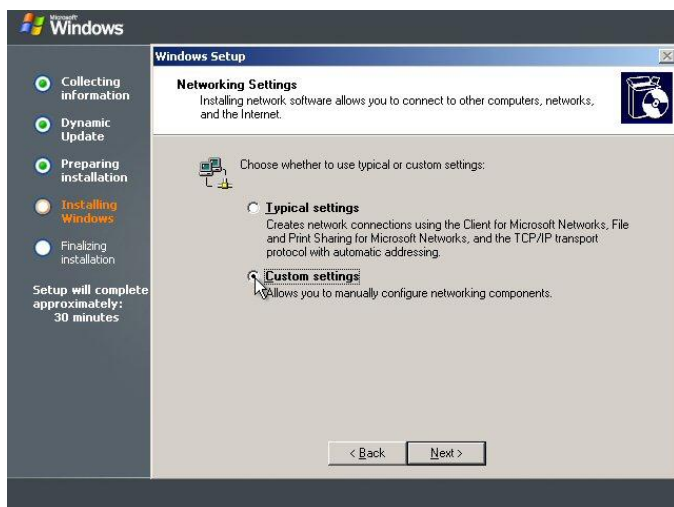 Microsoft
Windows
Windows Setup
Collecting
information
Dynamic
Update
Preparing
installation
Installing
Windows
Finalizing
installation
Setup will complete
approximately:
30 minutes
Networking Settings
Installing network software allows you to connect to other computers, networks,
and the Internet.
Choose whether to use typical or custom settings:
Typical settings
Creates network connections using the Client for Microsoft Networks, File
and Print Sharing for Microsoft Networks, and the TCP/IP transport
protocol with automatic addressing.
Custom settings
Allows you to manually configure networking components.
< Back
Next >